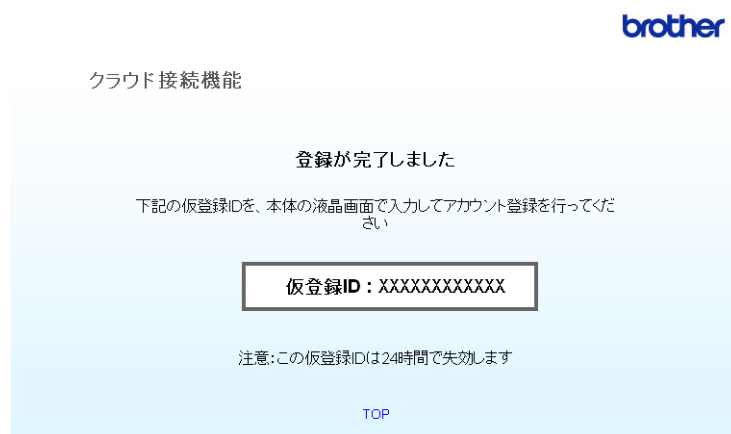 brother
クラウド接続機能
登録が完了しました
下記の仮登録IDを、本体の液晶画面で入力してアカウント登録を行ってくだ
さい
仮登録ID：XXXXXXXXXXXX
注意:この仮登録IDは24時間で失効します
TOP